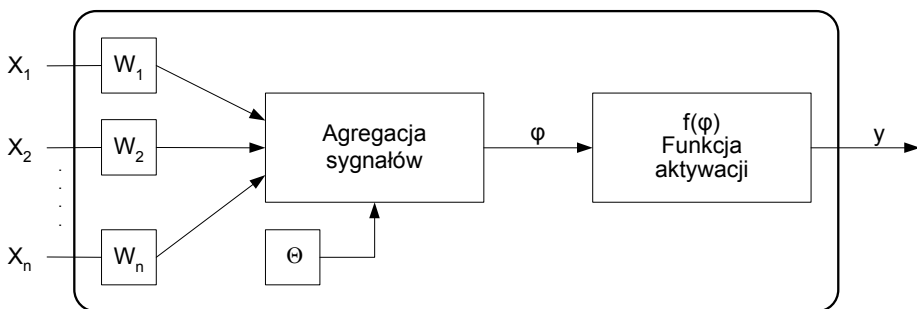 X1
W1
X2
W2
Xn
Wn
Agregacja
sygnałów
Θ
φ
f(φ)
Funkcja
aktywacji
y